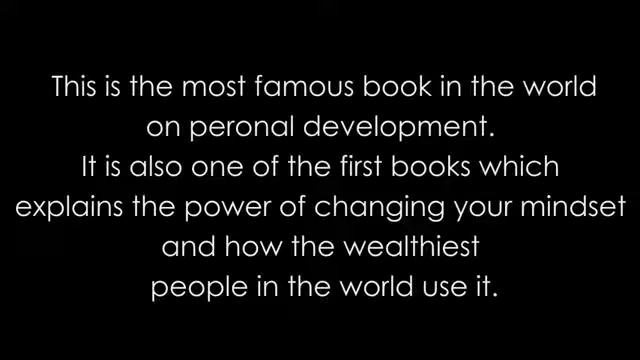 This is the most famous book in the world
on peronal development.
It is also one of the first books which
explains the power of changing your mindset
and how the wealthiest
people in the world use it.